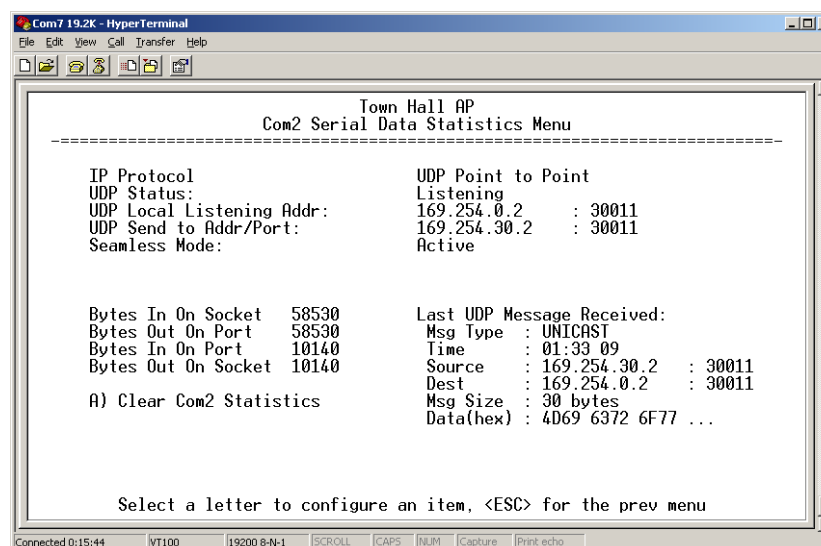 Com7 19.2K - HyperTerminal
File Edit View Call Transfer Help
Town Hall AP
Com2 Serial Data Statistics Menu
-==========================================================================-
IP Protocol UDP Point to Point
UDP Status: Listening
UDP Local Listening Addr: 169.254.0.2 : 30011
UDP Send to Addr/Port: 169.254.30.2 : 30011
Seamless Mode: Active
Bytes In On Socket 58530 Last UDP Message Received:
Bytes Out On Port 58530 Msg Type : UNICAST
Bytes In On Port 10140 Time : 01:33 09
Bytes Out On Socket 10140 Source : 169.254.30.2 : 30011
Dest : 169.254.0.2 : 30011
A) Clear Com2 Statistics Msg Size : 30 bytes
Data(hex) : 4D69 6372 6F77 ...
Select a letter to configure an item, <ESC> for the prev menu
Connected 0:15:44 VT100 19200 8-N-1 SCROLL CAPS NUM Capture Print echo